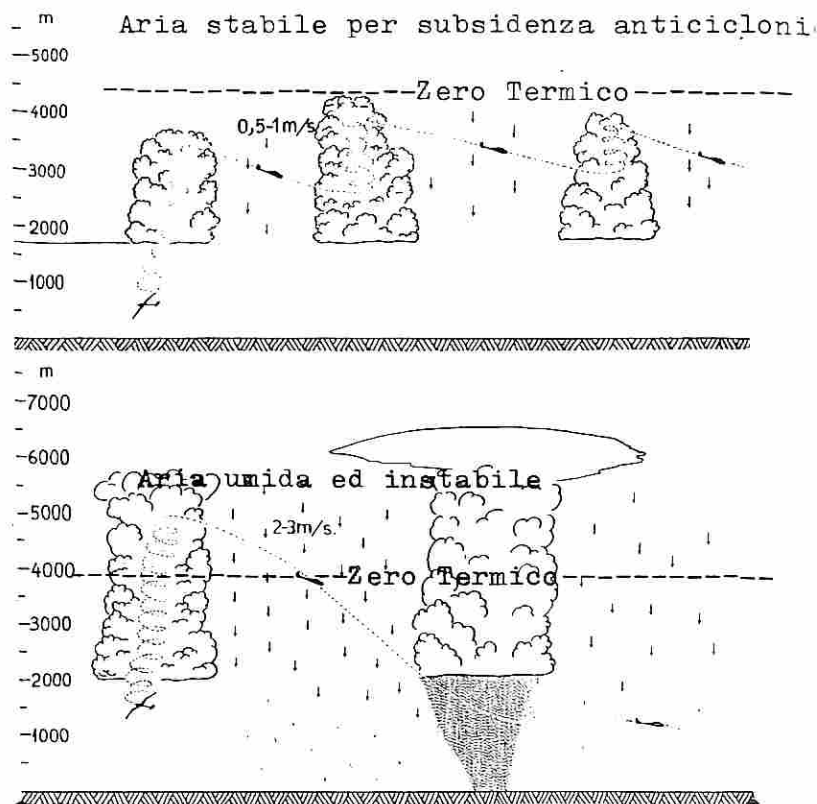 m Aria stabile per subsidenza anticicloni
5000
Zero Termico
4000
0,5-1m/s.
3000
2000
1000
m
7000
6000
Aria umida ed instabile
5000
2-3m/s.
4000 Zero Termico
3000
2000
1000